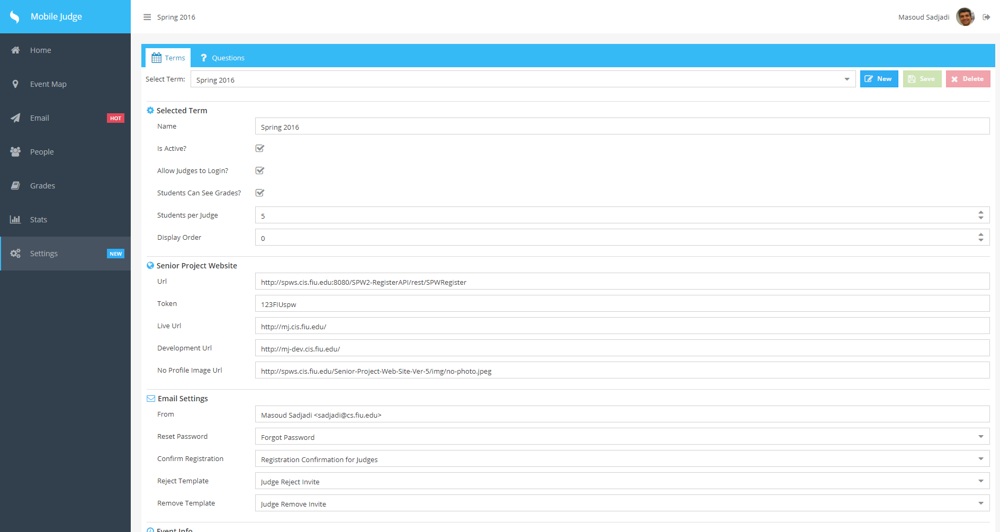 Mobile Judge
Spring 2016
Masoud Sadjadi
Home
Event Map
Email HOT
People
Grades
Stats
Settings NEW
Terms
Questions
Select Term: Spring 2016 New Save Delete
Selected Term
Name Spring 2016
Is Active?
Allow Judges to Login?
Students Can See Grades?
Students per Judge 5
Display Order 0
Senior Project Website
Url http://spws.cis.fiu.edu:8080/SPW2-RegisterAPI/rest/SPWRegister
Token 123FIUspw
Live Url http://mj.cis.fiu.edu/
Development Url http://mj-dev.cis.fiu.edu/
No Profile Image Url http://spws.cis.fiu.edu/Senior-Project-Web-Site-Ver-5/img/no-photo.jpeg
Email Settings
From Masoud Sadjadi <sadjadi@cs.fiu.edu>
Reset Password Forgot Password
Confirm Registration Registration Confirmation for Judges
Reject Template Judge Reject Invite
Remove Template Judge Remove Invite
Event Info